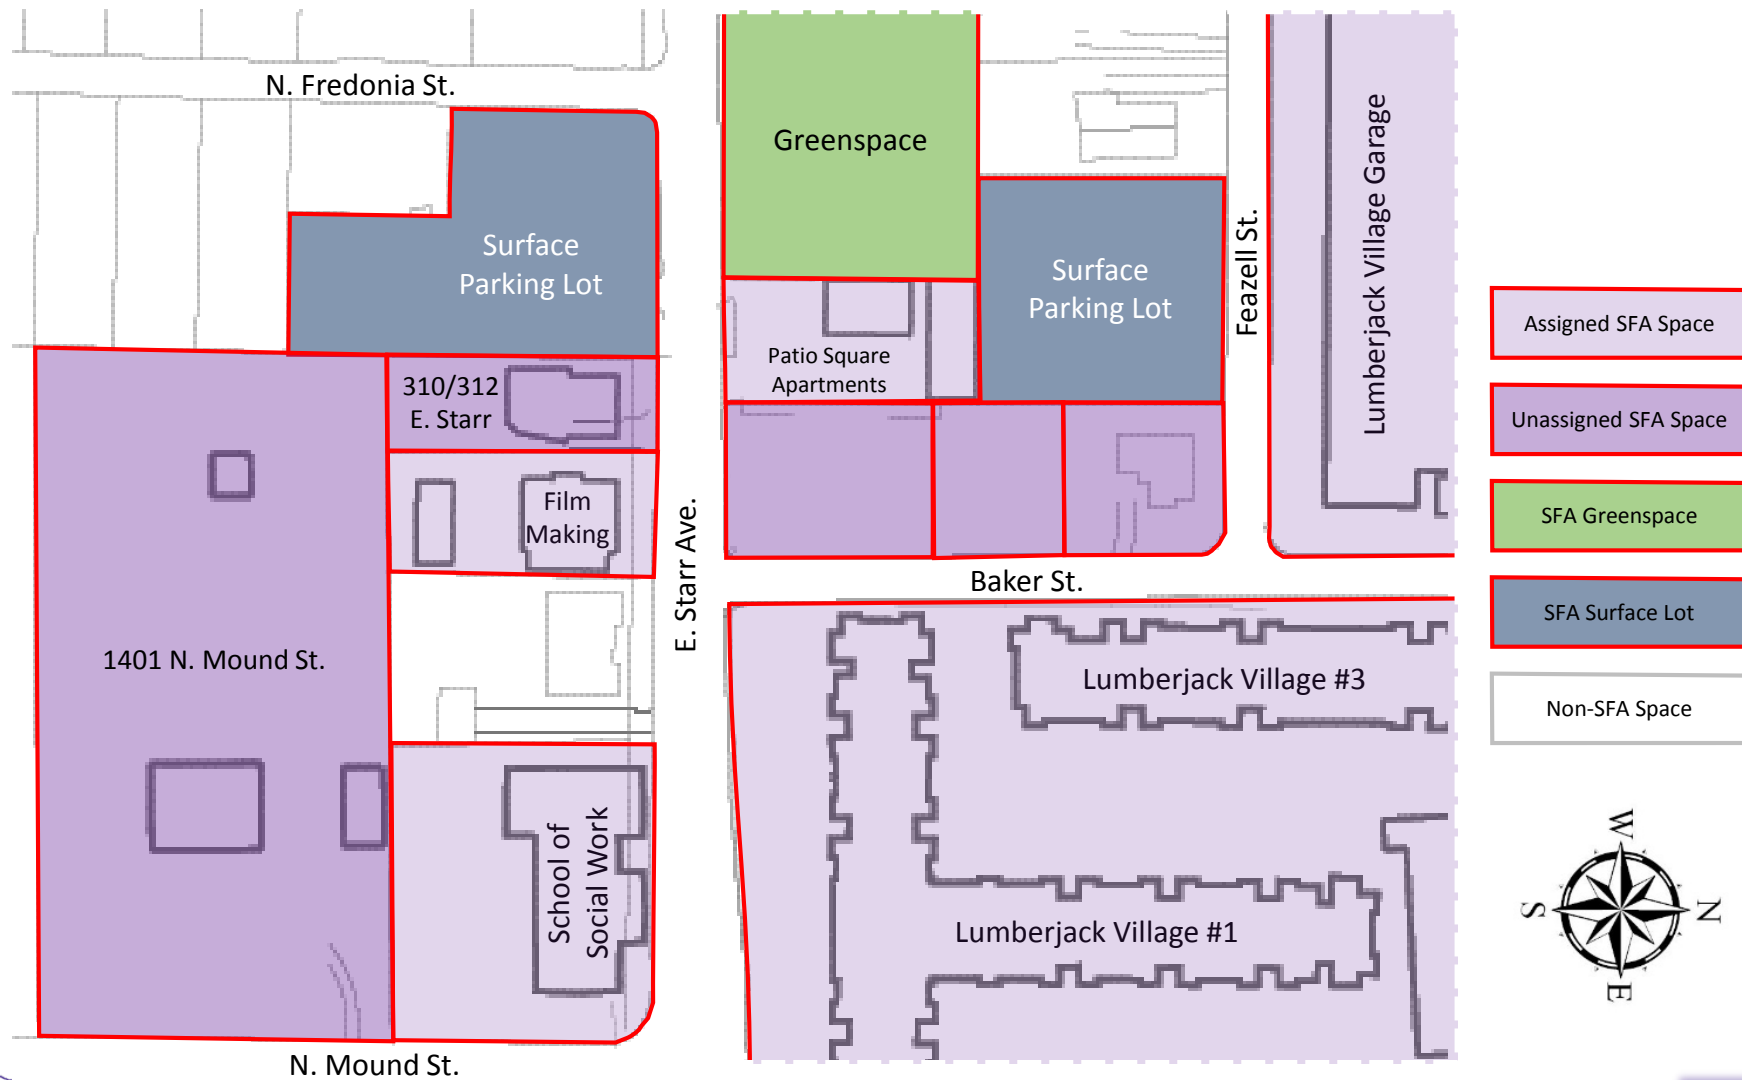 N. Fredonia St.
Greenspace
Surface
Parking Lot
Surface
Parking Lot
Feazell St.
Lumberjack Village Garage
Patio Square
Apartments
310/312
E. Starr
Film
Making
E. Starr Ave.
Baker St.
1401 N. Mound St.
Lumberjack Village #3
School of
Social Work
Lumberjack Village #1
N. Mound St.
Assigned SFA Space
Unassigned SFA Space
SFA Greenspace
SFA Surface Lot
Non-SFA Space
W
S
N
E